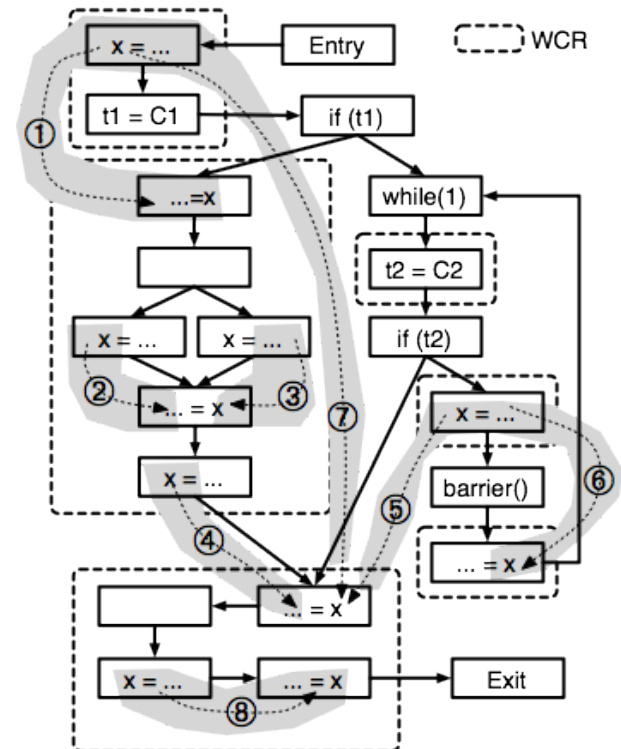 x = ...
Entry
WCR
t1 = C1
if (t1)
①
...=x
while(1)
t2 = C2
x = ...
x = ...
if (t2)
②
③
... = x
⑦
x = ...
⑥
x = ...
barrier()
⑤
④
... = x
... = x
x = ...
... = x
Exit
⑧